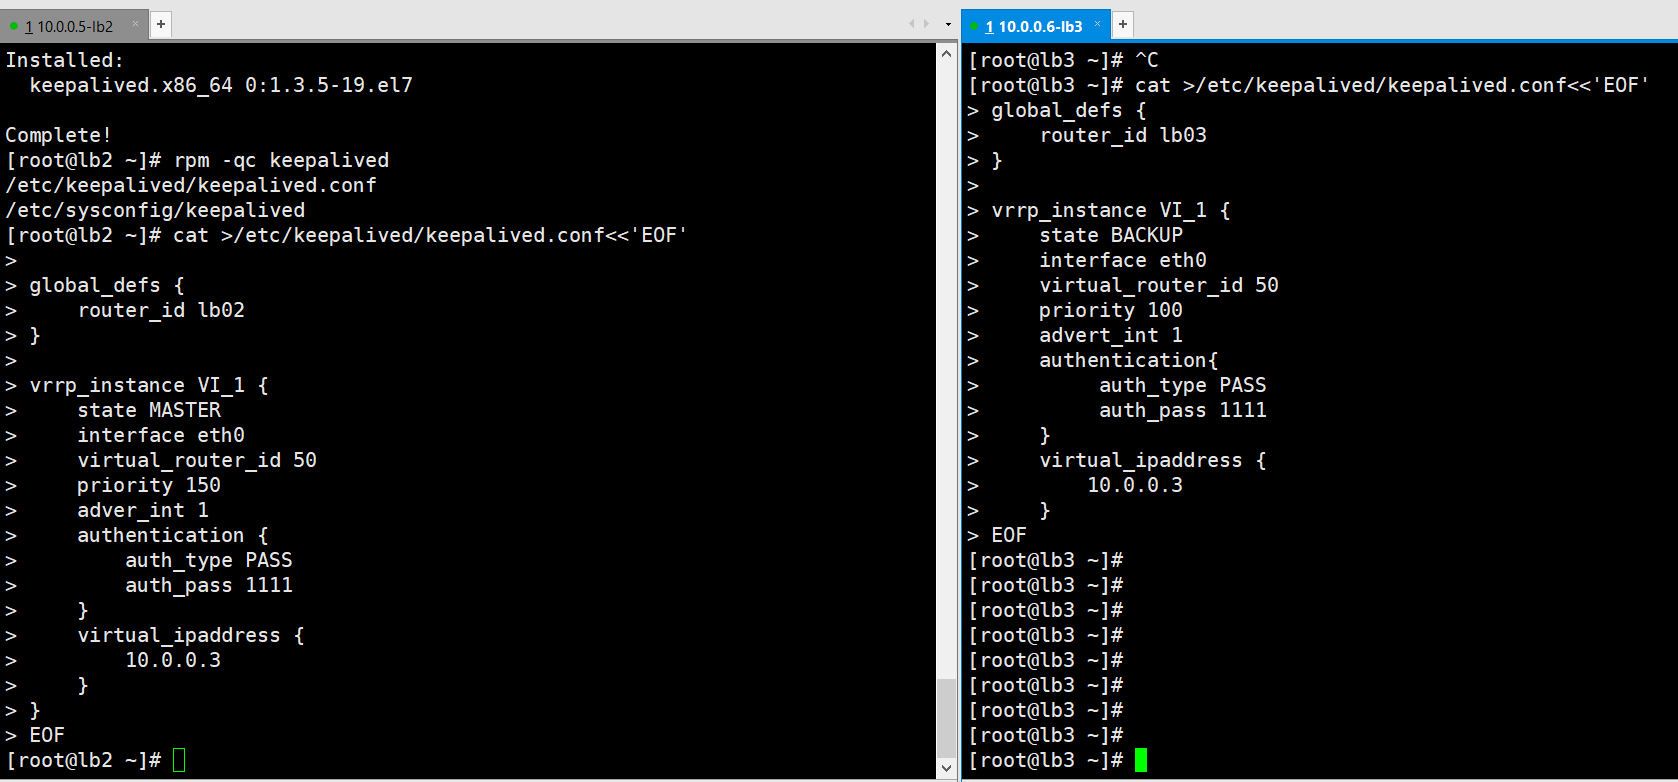 1 10.0.0.5-lb2 × +
Installed:
  keepalived.x86_64 0:1.3.5-19.el7

Complete!
[root@lb2 ~]# rpm -qc keepalived
/etc/keepalived/keepalived.conf
/etc/sysconfig/keepalived
[root@lb2 ~]# cat >/etc/keepalived/keepalived.conf<<'EOF'
>
> global_defs {
>     router_id lb02
> }
>
> vrrp_instance VI_1 {
>     state MASTER
>     interface eth0
>     virtual_router_id 50
>     priority 150
>     adver_int 1
>     authentication {
>         auth_type PASS
>         auth_pass 1111
>     }
>     virtual_ipaddress {
>         10.0.0.3
>     }
> }
> EOF
[root@lb2 ~]#
1 10.0.0.6-lb3 × +
[root@lb3 ~]# ^C
[root@lb3 ~]# cat >/etc/keepalived/keepalived.conf<<'EOF'
> global_defs {
>     router_id lb03
> }
>
> vrrp_instance VI_1 {
>     state BACKUP
>     interface eth0
>     virtual_router_id 50
>     priority 100
>     advert_int 1
>     authentication{
>          auth_type PASS
>          auth_pass 1111
>     }
>     virtual_ipaddress {
>         10.0.0.3
>     }
> EOF
[root@lb3 ~]#
[root@lb3 ~]#
[root@lb3 ~]#
[root@lb3 ~]#
[root@lb3 ~]#
[root@lb3 ~]#
[root@lb3 ~]#
[root@lb3 ~]#
[root@lb3 ~]#